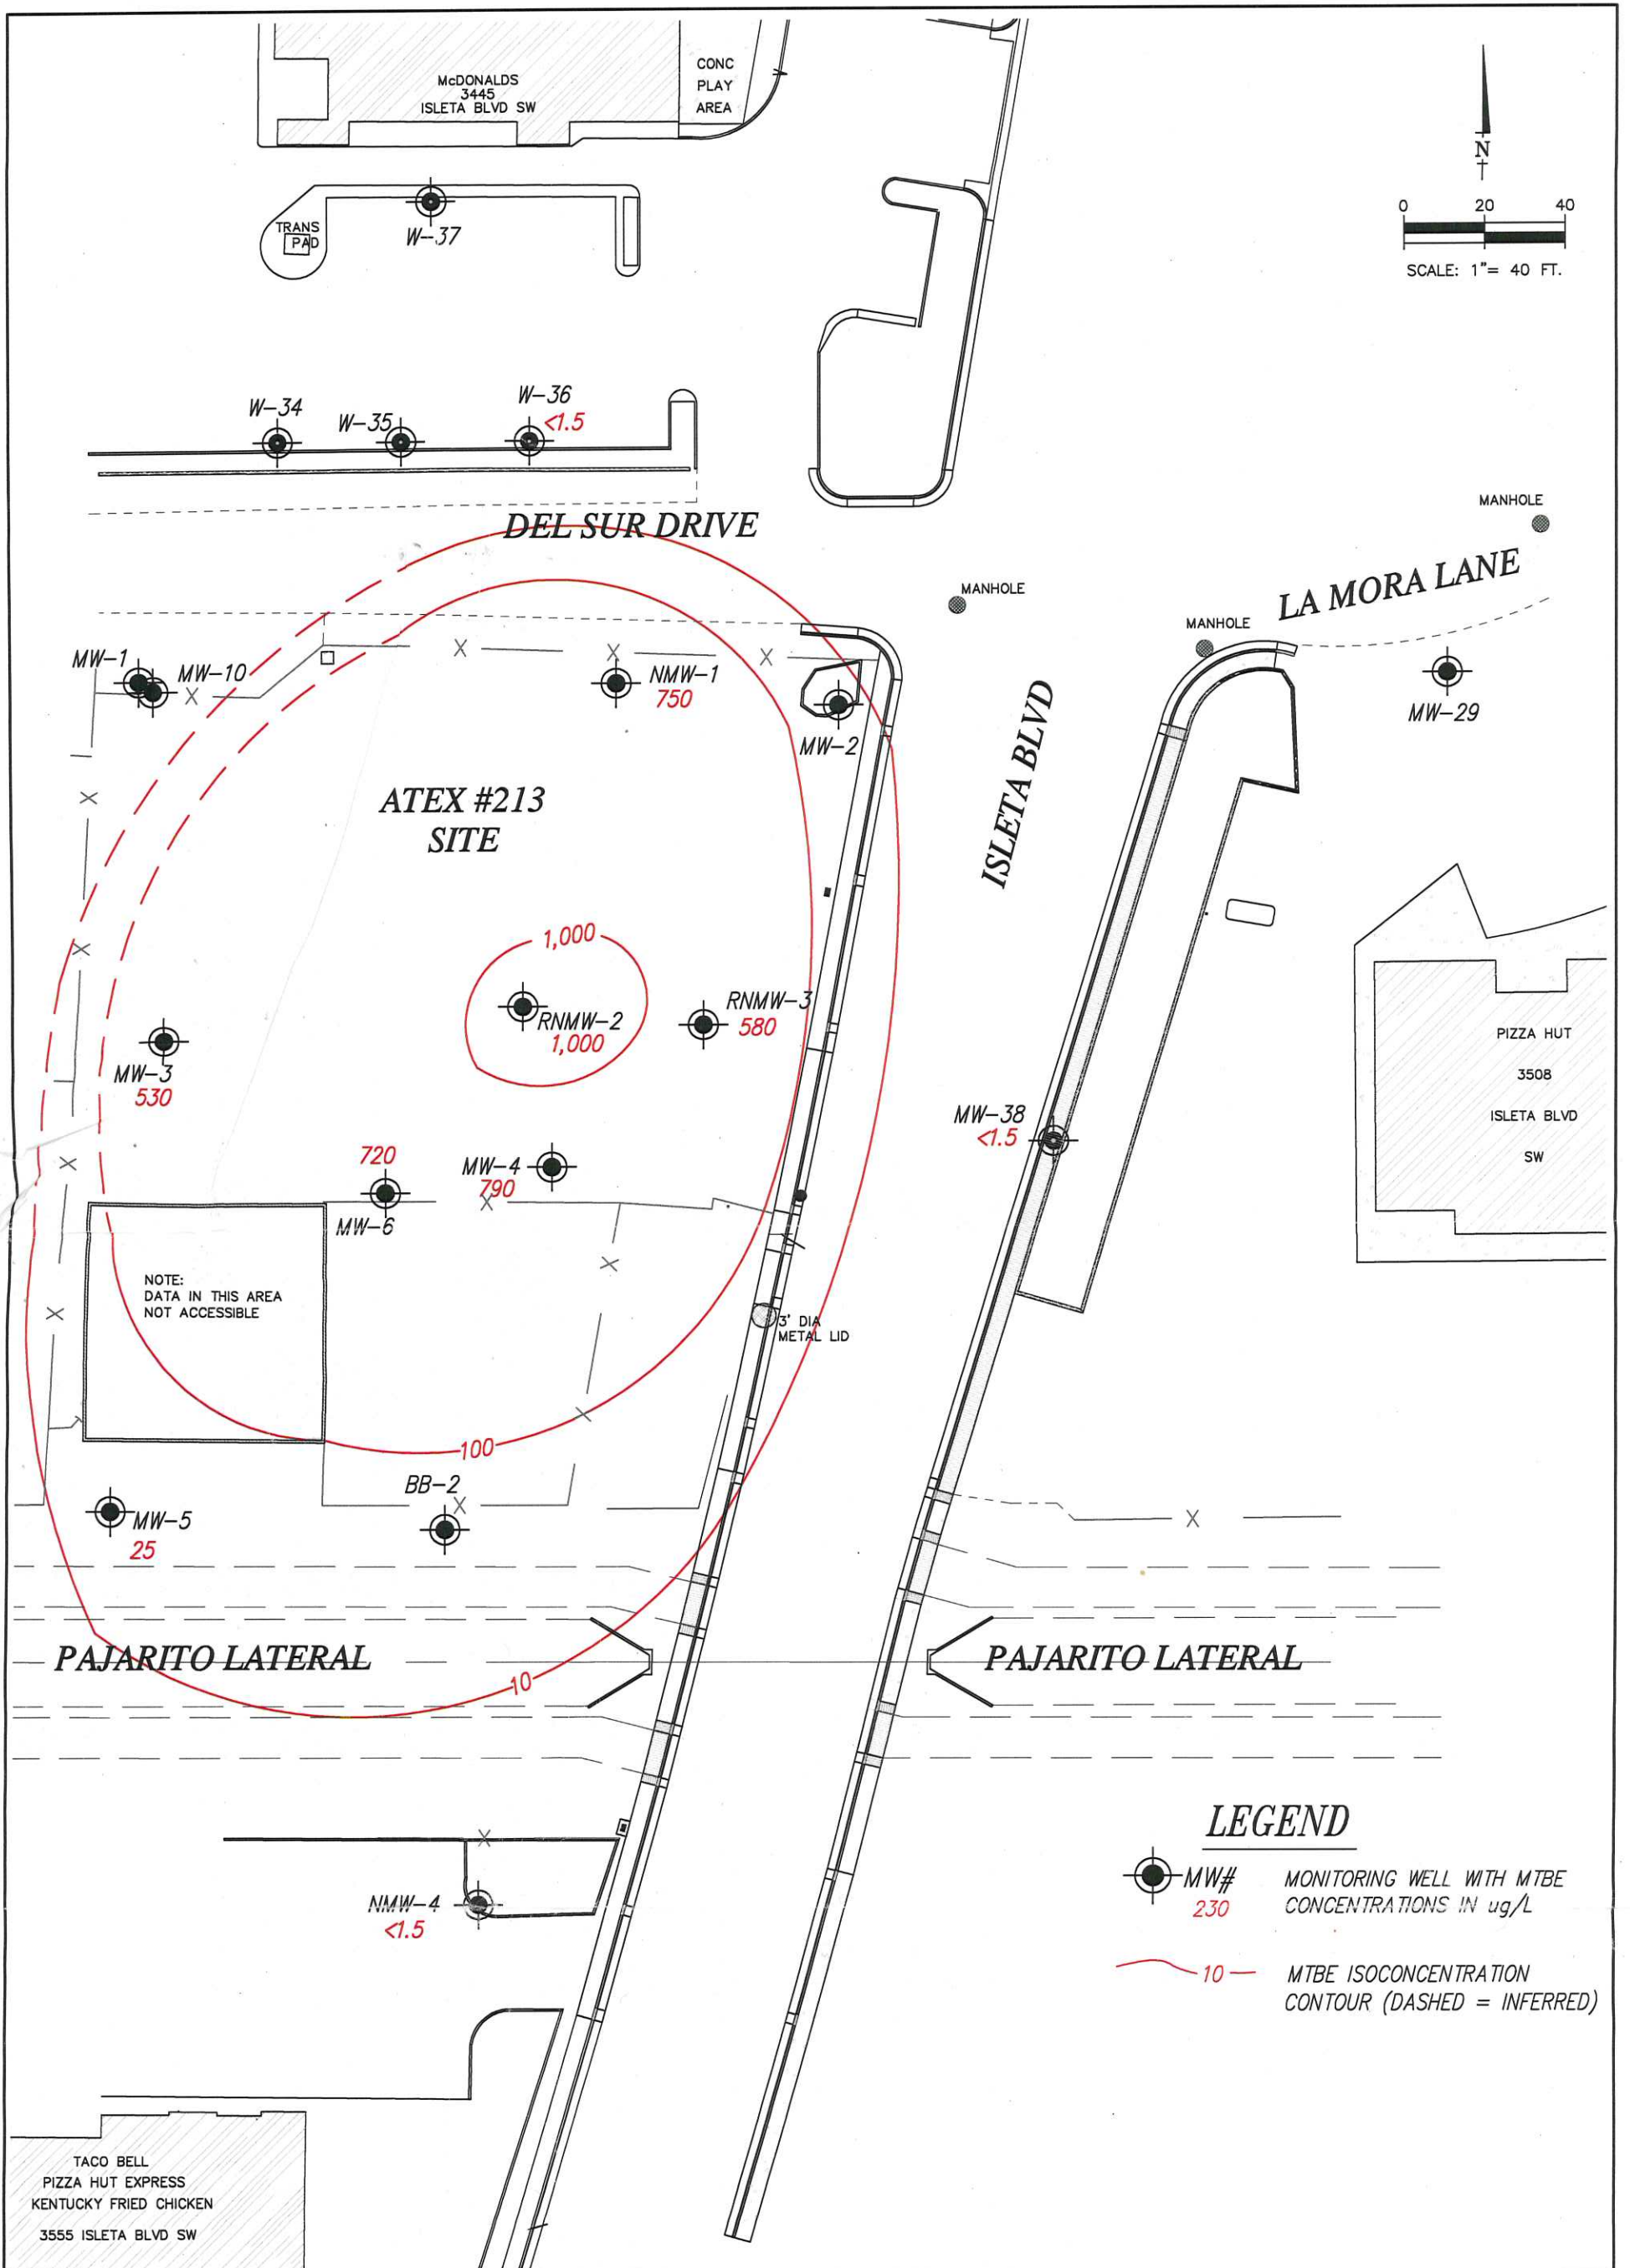 McDONALDS
3445
ISLETA BLVD SW
CONC
PLAY
AREA
N
0 20 40
SCALE: 1"= 40 FT.
TRANS
PAD
W-37
W-34
W-35
W-36
<1.5
DEL SUR DRIVE
MANHOLE
MANHOLE
MANHOLE
LA MORA LANE
MW-1
MW-10
NMW-1
750
MW-2
MW-29
ISLETA BLVD
ATEX #213
SITE
1,000
RNMW-2
1,000
RNMW-3
580
MW-3
530
MW-38
<1.5
PIZZA HUT
3508
ISLETA BLVD
SW
720
MW-6
MW-4
790
NOTE:
DATA IN THIS AREA
NOT ACCESSIBLE
3' DIA
METAL LID
100
BB-2
MW-5
25
PAJARITO LATERAL
PAJARITO LATERAL
10
NMW-4
<1.5
LEGEND
MW#
230
MONITORING WELL WITH MTBE
CONCENTRATIONS IN ug/L
10
MTBE ISOCONCENTRATION
CONTOUR (DASHED = INFERRED)
TACO BELL
PIZZA HUT EXPRESS
KENTUCKY FRIED CHICKEN
3555 ISLETA BLVD SW